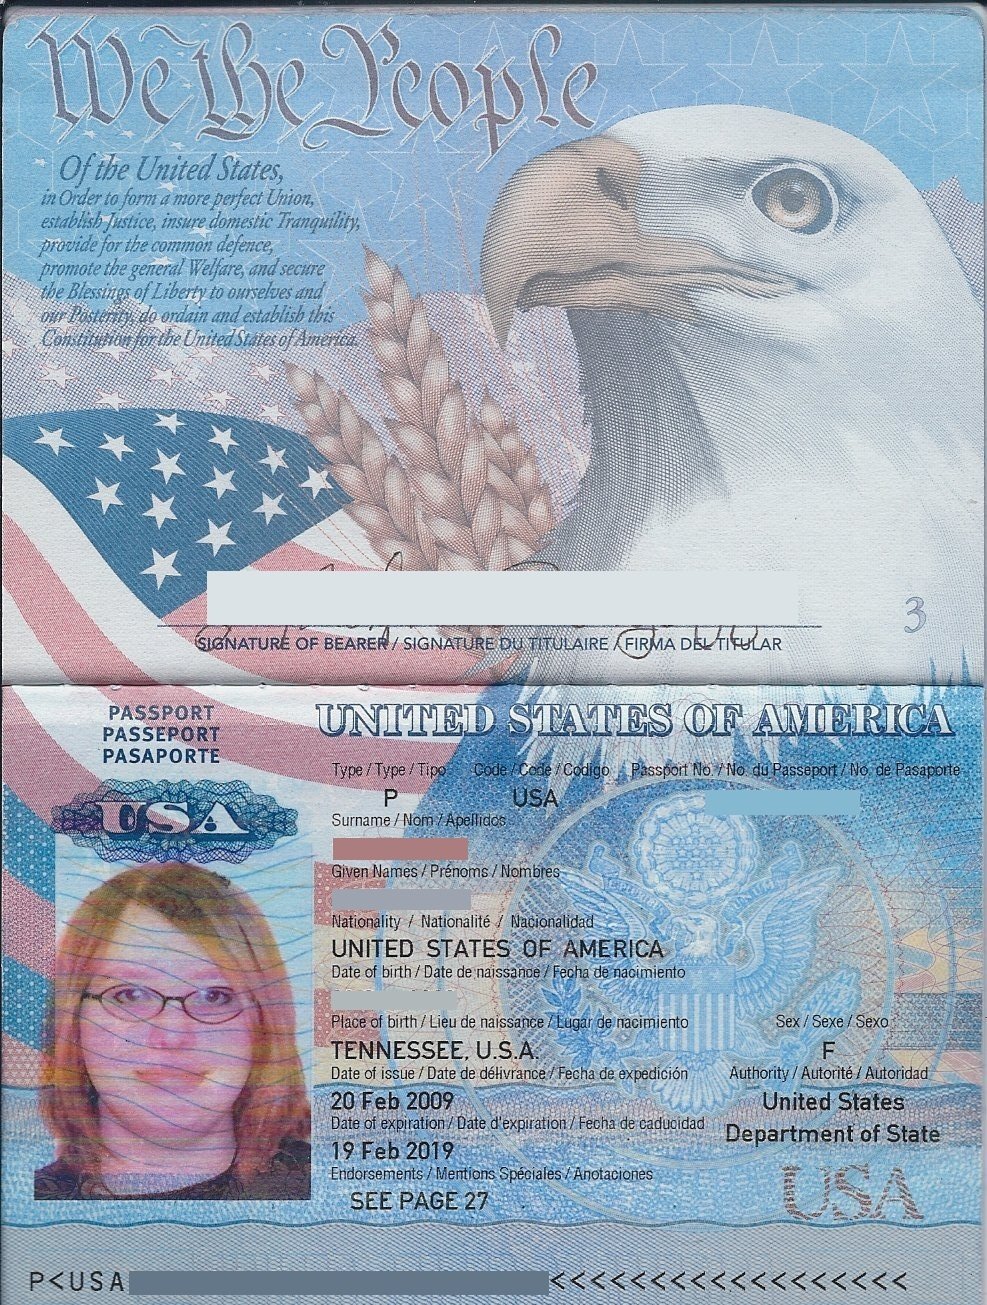 We the People
Of the United States,
in Order to form a more perfect Union,
establish Justice, insure domestic Tranquility,
provide for the common defence,
promote the general Welfare, and secure
the Blessings of Liberty to ourselves and
our Posterity, do ordain and establish this
Constitution for the United States of America.
3
SIGNATURE OF BEARER / SIGNATURE DU TITULAIRE / FIRMA DEL TITULAR
PASSPORT
PASSEPORT
PASAPORTE
USA
UNITED STATES OF AMERICA
Type / Type / Tipo Code / Code / Codigo Passport No. / No. du Passeport / No. de Pasaporte
P USA
Surname / Nom / Apellidos
Given Names / Prénoms / Nombres
Nationality / Nationalité / Nacionalidad
UNITED STATES OF AMERICA
Date of birth / Date de naissance / Fecha de nacimiento
Place of birth / Lieu de naissance / Lugar de nacimiento Sex / Sexe / Sexo
TENNESSEE, U.S.A. F
Date of issue / Date de délivrance / Fecha de expedición Authority / Autorité / Autoridad
20 Feb 2009 United States
Date of expiration / Date d'expiration / Fecha de caducidad Department of State
19 Feb 2019
Endorsements / Mentions Spéciales / Anotaciones
SEE PAGE 27
USA
P<USA <<<<<<<<<<<<<<<<<<